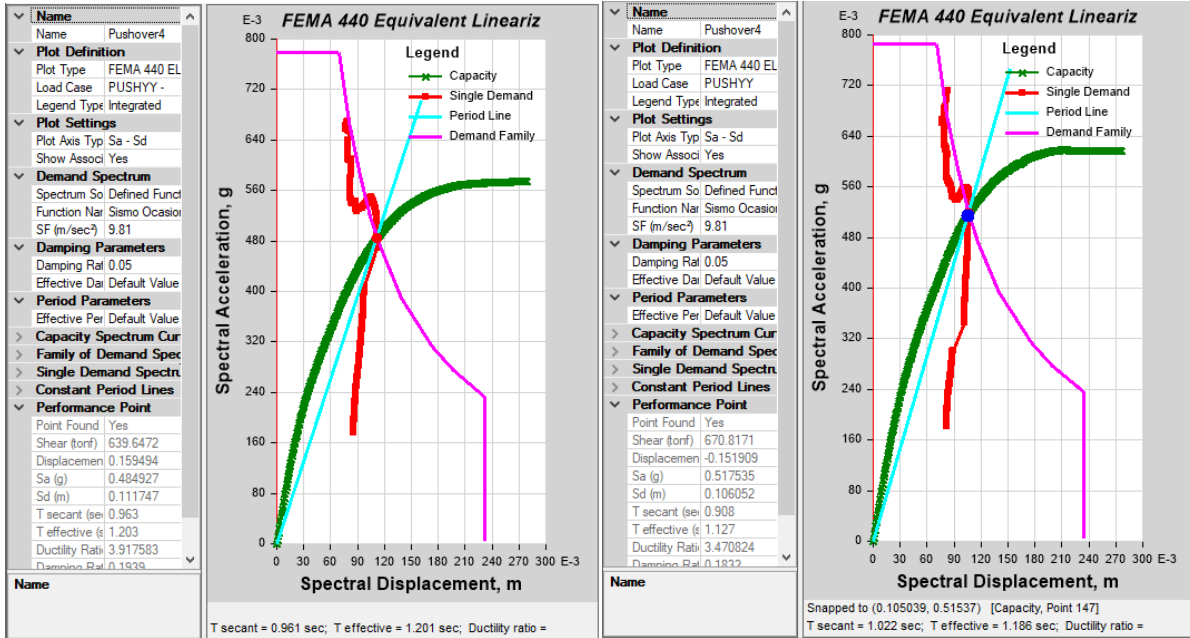 Name
Name Pushover4
Plot Definition
Plot Type FEMA 440 EL
Load Case PUSHYY -
Legend Type Integrated
Plot Settings
Plot Axis Typ Sa - Sd
Show Associ Yes
Demand Spectrum
Spectrum So Defined Funct
Function Nar Sismo Ocasior
SF (m/sec²) 9.81
Damping Parameters
Damping Rat 0.05
Effective Dar Default Value
Period Parameters
Effective Per Default Value
Capacity Spectrum Cur
Family of Demand Spec
Single Demand Spectru
Constant Period Lines
Performance Point
Point Found Yes
Shear (tonf) 639.6472
Displacemen 0.159494
Sa (g) 0.484927
Sd (m) 0.111747
T secant (sec 0.963
T effective (s 1.203
Ductility Ratio 3.917583
Damping Rat 0.1939
Name
E-3
FEMA 440 Equivalent Lineariz
Legend
Capacity
Single Demand
Period Line
Demand Family
800
720
640
560
480
400
320
240
160
80
0
Spectral Acceleration, g
0 30 60 90 120 150 180 210 240 270 300 E-3
Spectral Displacement, m
T secant = 0.961 sec; T effective = 1.201 sec; Ductility ratio =
Name
Name Pushover4
Plot Definition
Plot Type FEMA 440 EL
Load Case PUSHYY
Legend Type Integrated
Plot Settings
Plot Axis Typ Sa - Sd
Show Associ Yes
Demand Spectrum
Spectrum So Defined Funct
Function Nar Sismo Ocasior
SF (m/sec²) 9.81
Damping Parameters
Damping Rat 0.05
Effective Dar Default Value
Period Parameters
Effective Per Default Value
Capacity Spectrum Cur
Family of Demand Spec
Single Demand Spectru
Constant Period Lines
Performance Point
Point Found Yes
Shear (tonf) 670.8171
Displacemen -0.151909
Sa (g) 0.517535
Sd (m) 0.106052
T secant (sec 0.908
T effective (s 1.127
Ductility Ratio 3.470824
Damping Rat 0.1832
Name
E-3
FEMA 440 Equivalent Lineariz
Legend
Capacity
Single Demand
Period Line
Demand Family
800
720
640
560
480
400
320
240
160
80
0
Spectral Acceleration, g
0 30 60 90 120 150 180 210 240 270 300 E-3
Spectral Displacement, m
Snapped to (0.105039, 0.51537) [Capacity, Point 147]
T secant = 1.022 sec; T effective = 1.186 sec; Ductility ratio =